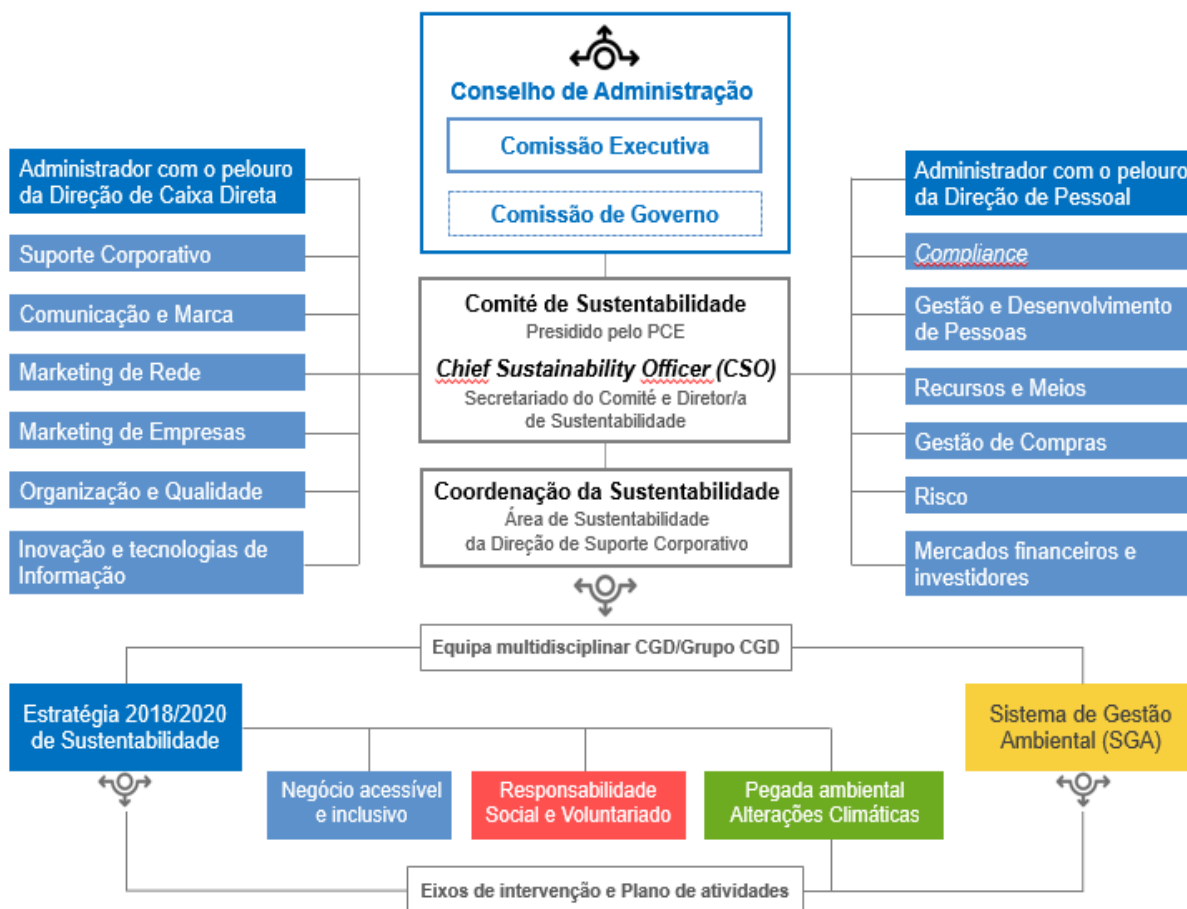 Conselho de Administração
Comissão Executiva
Comissão de Governo
Administrador com o pelouro
da Direção de Caixa Direta
Suporte Corporativo
Comunicação e Marca
Marketing de Rede
Marketing de Empresas
Organização e Qualidade
Inovação e tecnologias de
Informação
Comité de Sustentabilidade
Presidido pelo PCE
Chief Sustainability Officer (CSO)
Secretariado do Comité e Diretor/a
de Sustentabilidade
Coordenação da Sustentabilidade
Área de Sustentabilidade
da Direção de Suporte Corporativo
Administrador com o pelouro
da Direção de Pessoal
Compliance
Gestão e Desenvolvimento
de Pessoas
Recursos e Meios
Gestão de Compras
Risco
Mercados financeiros e
investidores
Equipa multidisciplinar CGD/Grupo CGD
Estratégia 2018/2020
de Sustentabilidade
Sistema de Gestão
Ambiental (SGA)
Negócio acessível
e inclusivo
Responsabilidade
Social e Voluntariado
Pegada ambiental
Alterações Climáticas
Eixos de intervenção e Plano de atividades